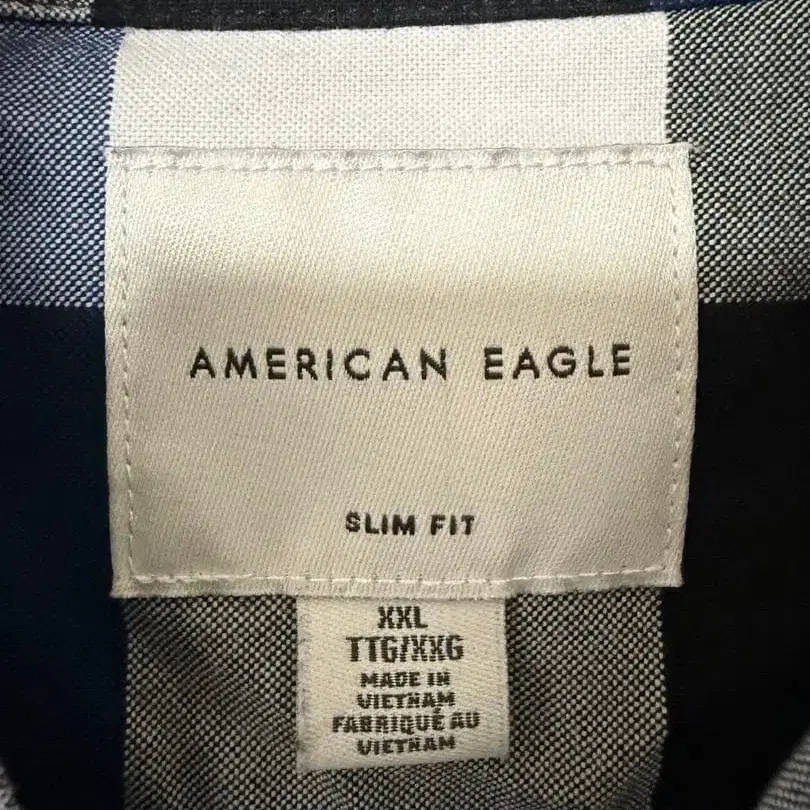 AMERICAN EAGLE
SLIM FIT
XXL
TTG/XXG
MADE IN
VIETNAM
FABRIQUÉ AU
VIETNAM